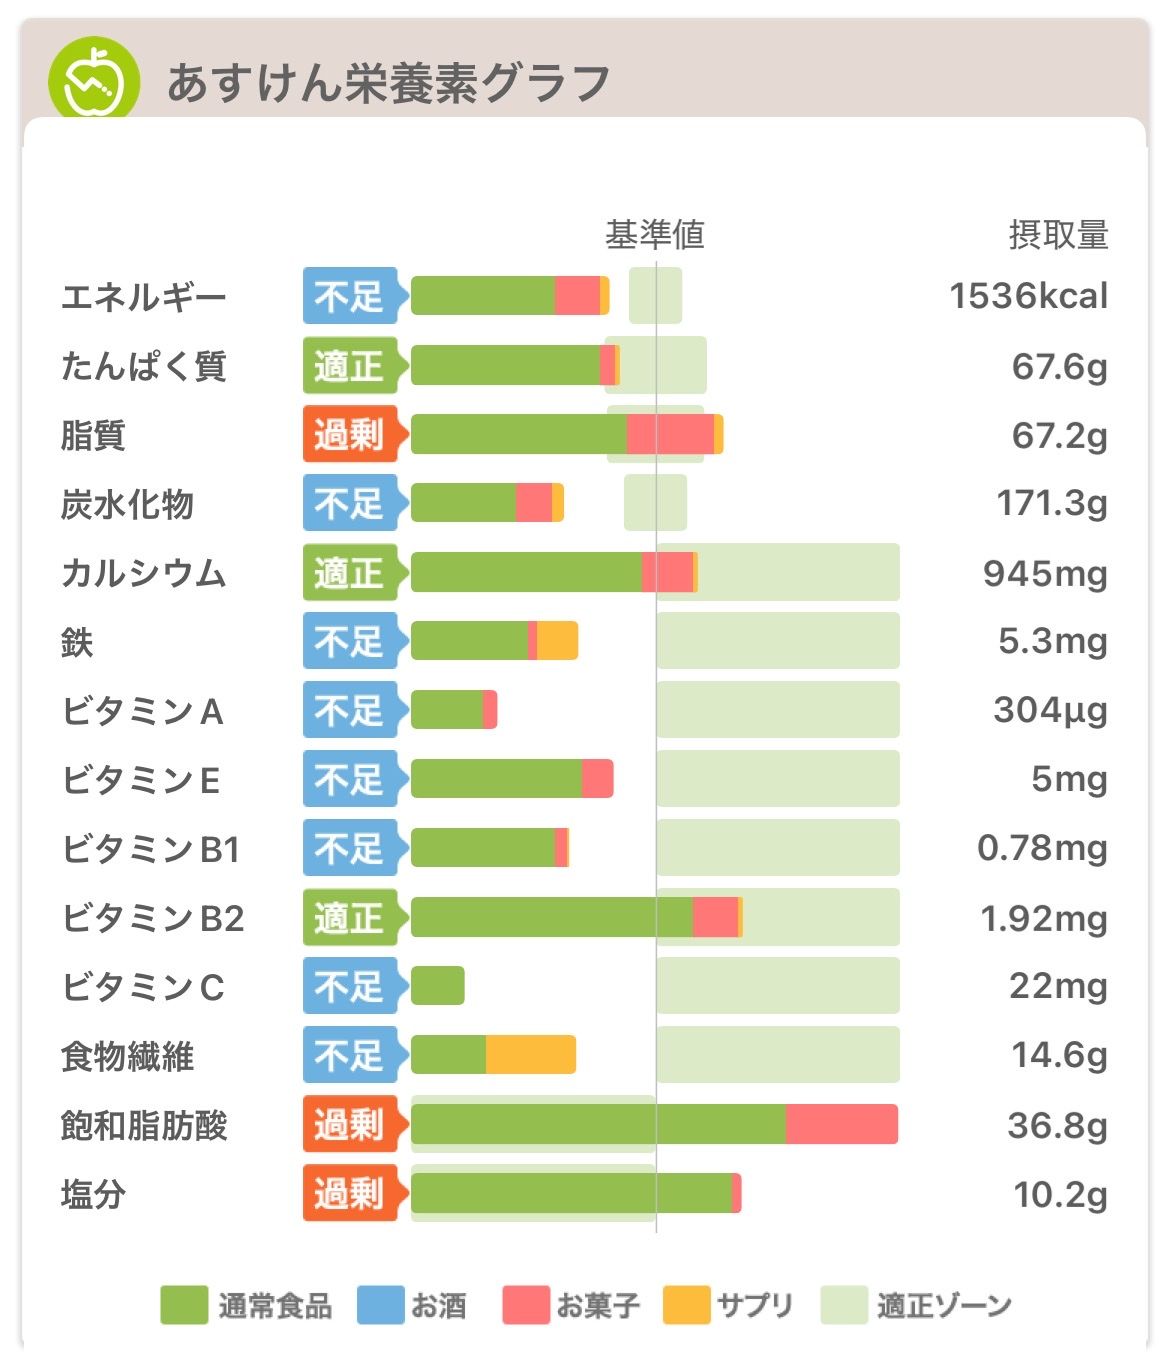 あすけん栄養素グラフ
基準値 摂取量
エネルギー 不足 1536kcal
たんぱく質 適正 67.6g
脂質 過剰 67.2g
炭水化物 不足 171.3g
カルシウム 適正 945mg
鉄 不足 5.3mg
ビタミンA 不足 304μg
ビタミンE 不足 5mg
ビタミンB1 不足 0.78mg
ビタミンB2 適正 1.92mg
ビタミンC 不足 22mg
食物繊維 不足 14.6g
飽和脂肪酸 過剰 36.8g
塩分 過剰 10.2g
通常食品 お酒 お菓子 サプリ 適正ゾーン